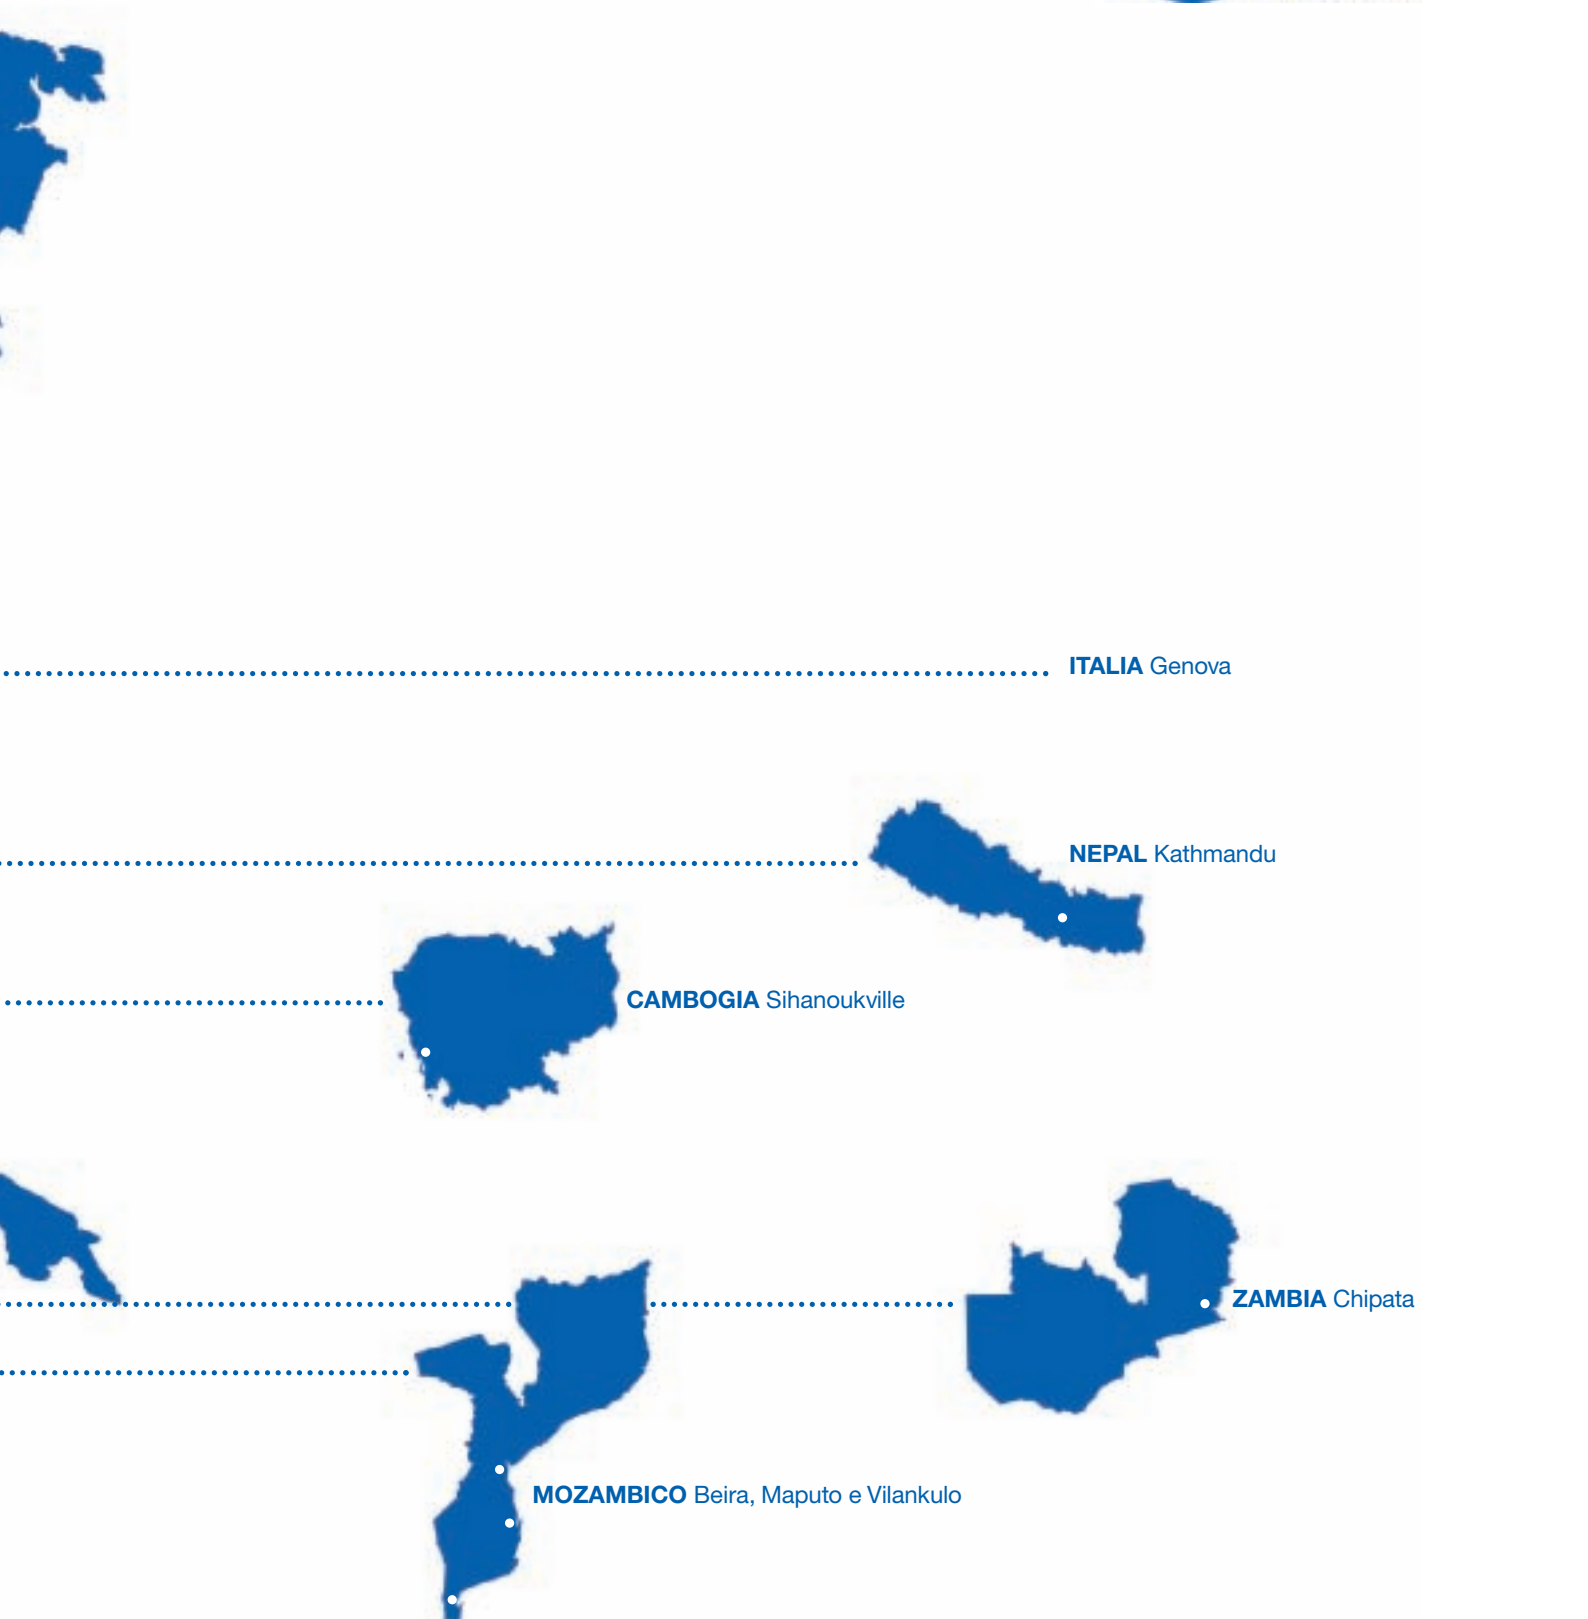 ITALIA Genova
NEPAL Kathmandu
CAMBOGIA Sihanoukville
ZAMBIA Chipata
MOZAMBICO Beira, Maputo e Vilankulo